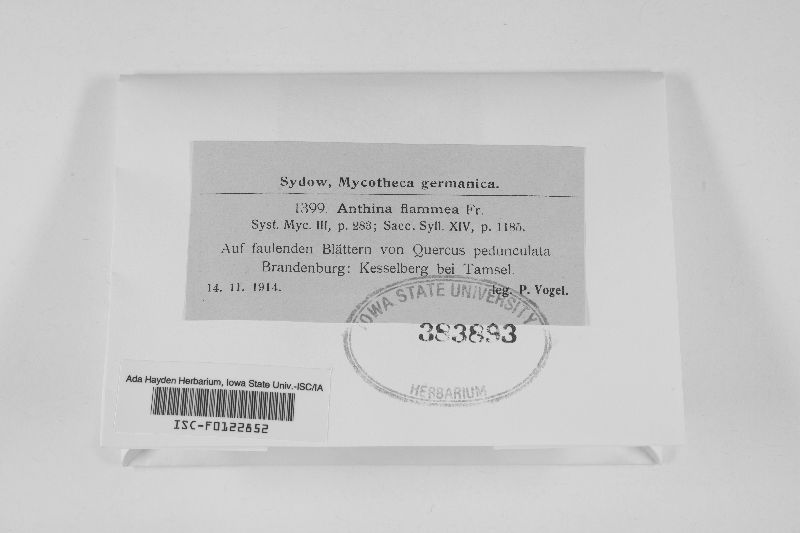 Sydow, Mycotheca germanica.
1399. Anthina flammea Fr.
Syst. Myc. III, p. 283; Sacc. Syll. XIV, p. 1185.
Auf faulenden Blättern von Quercus pedunculata
Brandenburg: Kesselberg bei Tamsel.
14. 11. 1914. leg. P. Vogel.
IOWA STATE UNIVERSITY
383893
HERBARIUM
Ada Hayden Herbarium, Iowa State Univ.-ISC/IA
ISC-F0122852